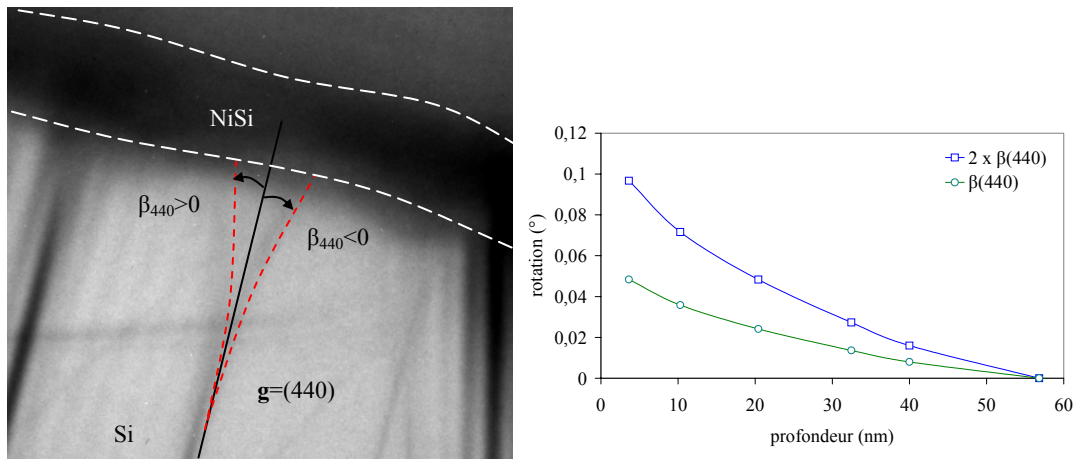 NiSi
β440>0
β440<0
g=(440)
Si
0,12
0,1
0,08
0,06
0,04
0,02
0
rotation (°)
2 x β(440)
β(440)
0 10 20 30 40 50 60
profondeur (nm)